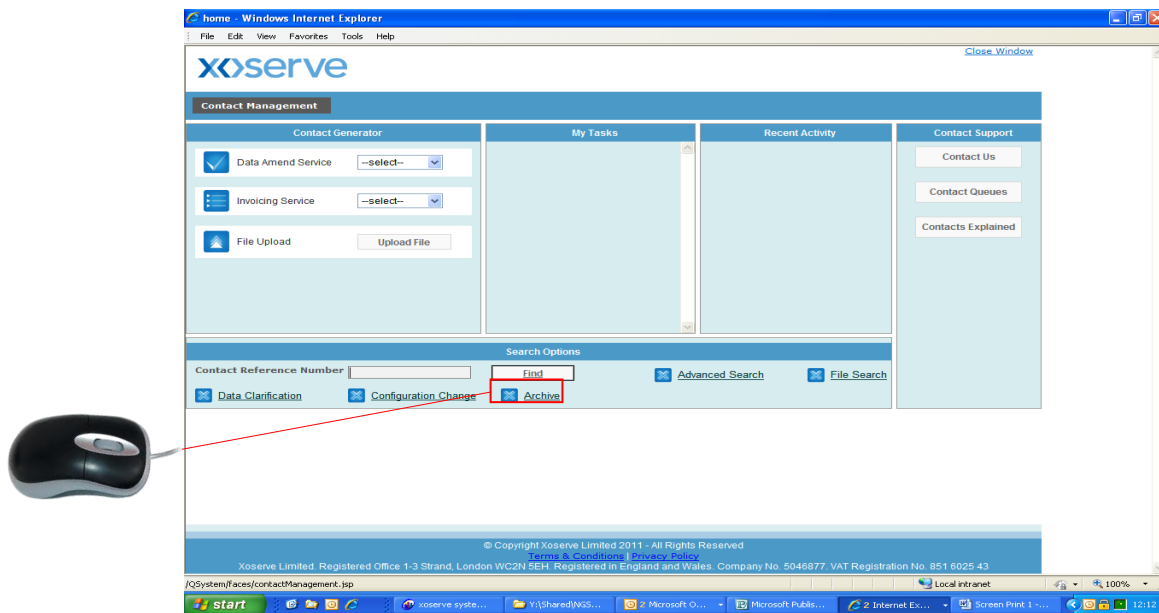 home - Windows Internet Explorer
File Edit View Favorites Tools Help
Close Window
xoserve
Contact Management
Contact Generator My Tasks Recent Activity Contact Support
Data Amend Service --select-- Contact Us
Invoicing Service --select-- Contact Queues
File Upload Upload File Contacts Explained
Search Options
Contact Reference Number Find Advanced Search File Search
Data Clarification Configuration Change Archive
© Copyright Xoserve Limited 2011 - All Rights Reserved
Terms & Conditions | Privacy Policy
Xoserve Limited. Registered Office 1-3 Strand, London WC2N 5EH. Registered in England and Wales. Company No. 5046877. VAT Registration No. 851 6025 43
/QSystem/faces/contactManagement.jsp Local intranet 100%
start xoserve syste... Y:\Shared\NGS... 2 Microsoft O... Microsoft Publis... 2 Internet Ex... Screen Print 1 -... 12:12